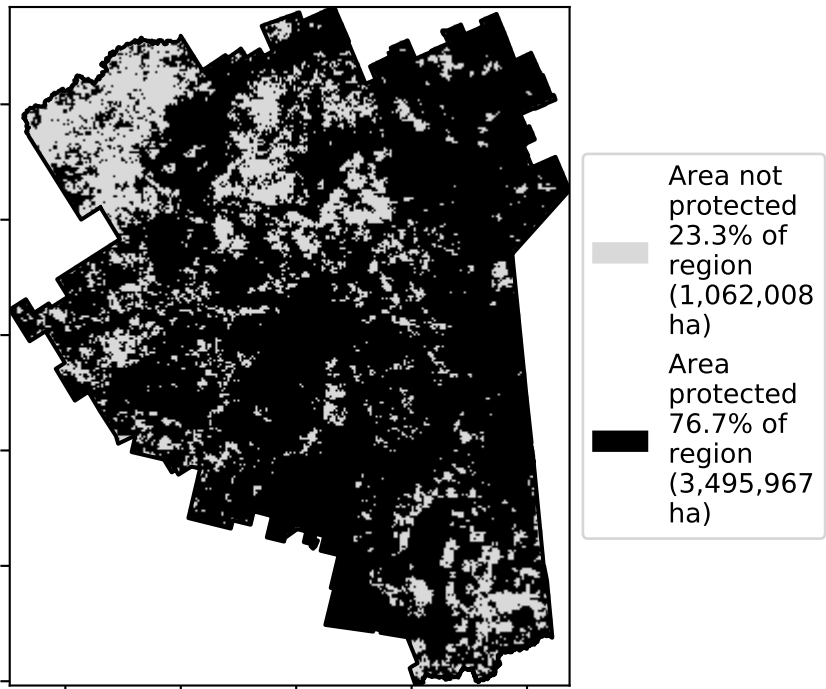 Area not
protected
23.3% of
region
(1,062,008
ha)
Area
protected
76.7% of
region
(3,495,967
ha)